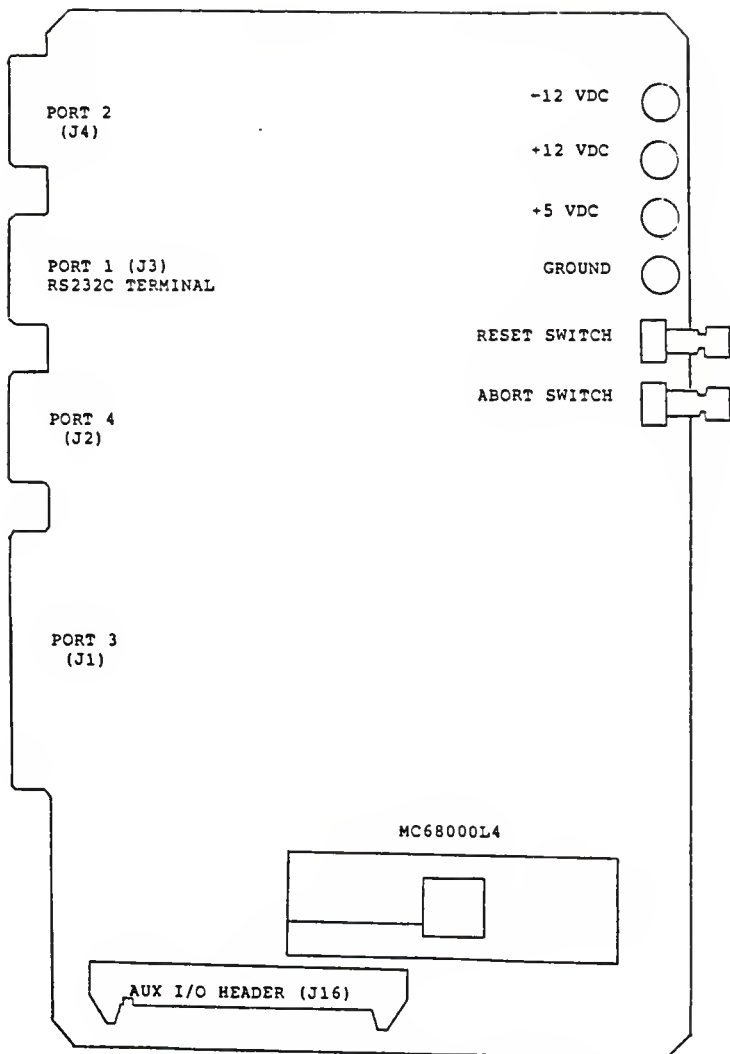 -12 VDC
PORT 2
(J4)
+12 VDC
+5 VDC
PORT 1 (J3)
RS232C TERMINAL
GROUND
RESET SWITCH
ABORT SWITCH
PORT 4
(J2)
PORT 3
(J1)
MC68000L4
AUX I/O HEADER (J16)